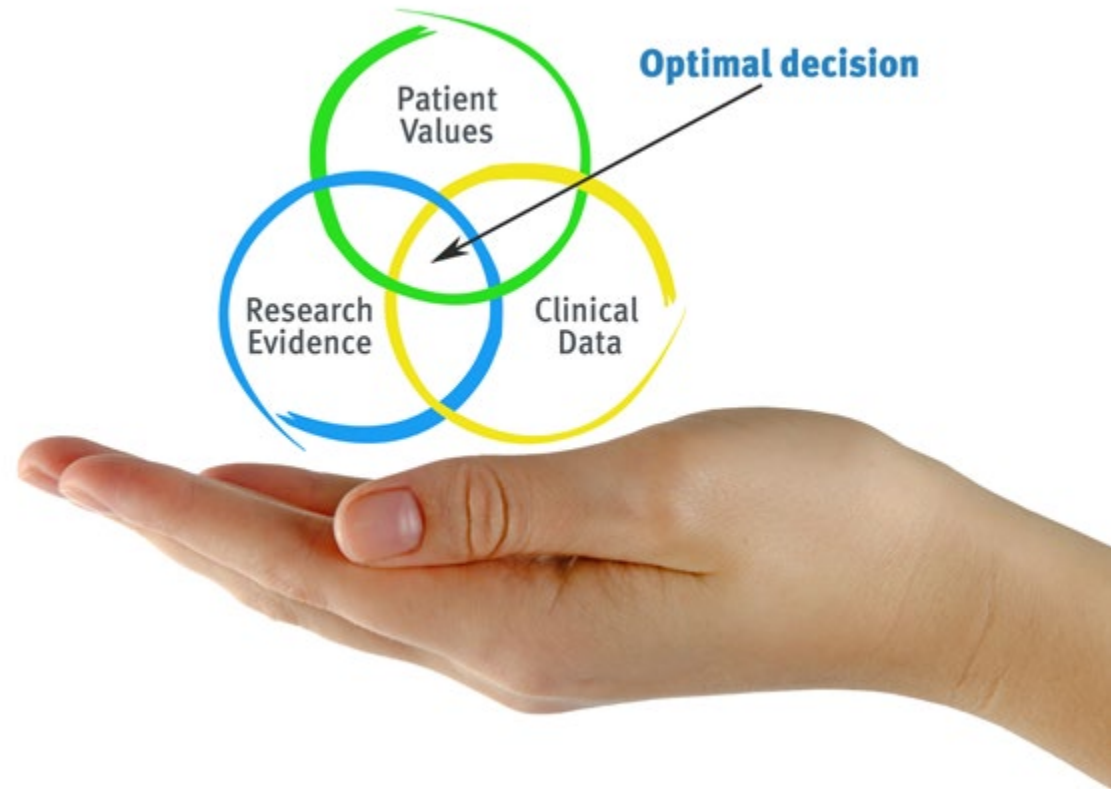 Optimal decision
Patient
Values
Research
Evidence
Clinical
Data